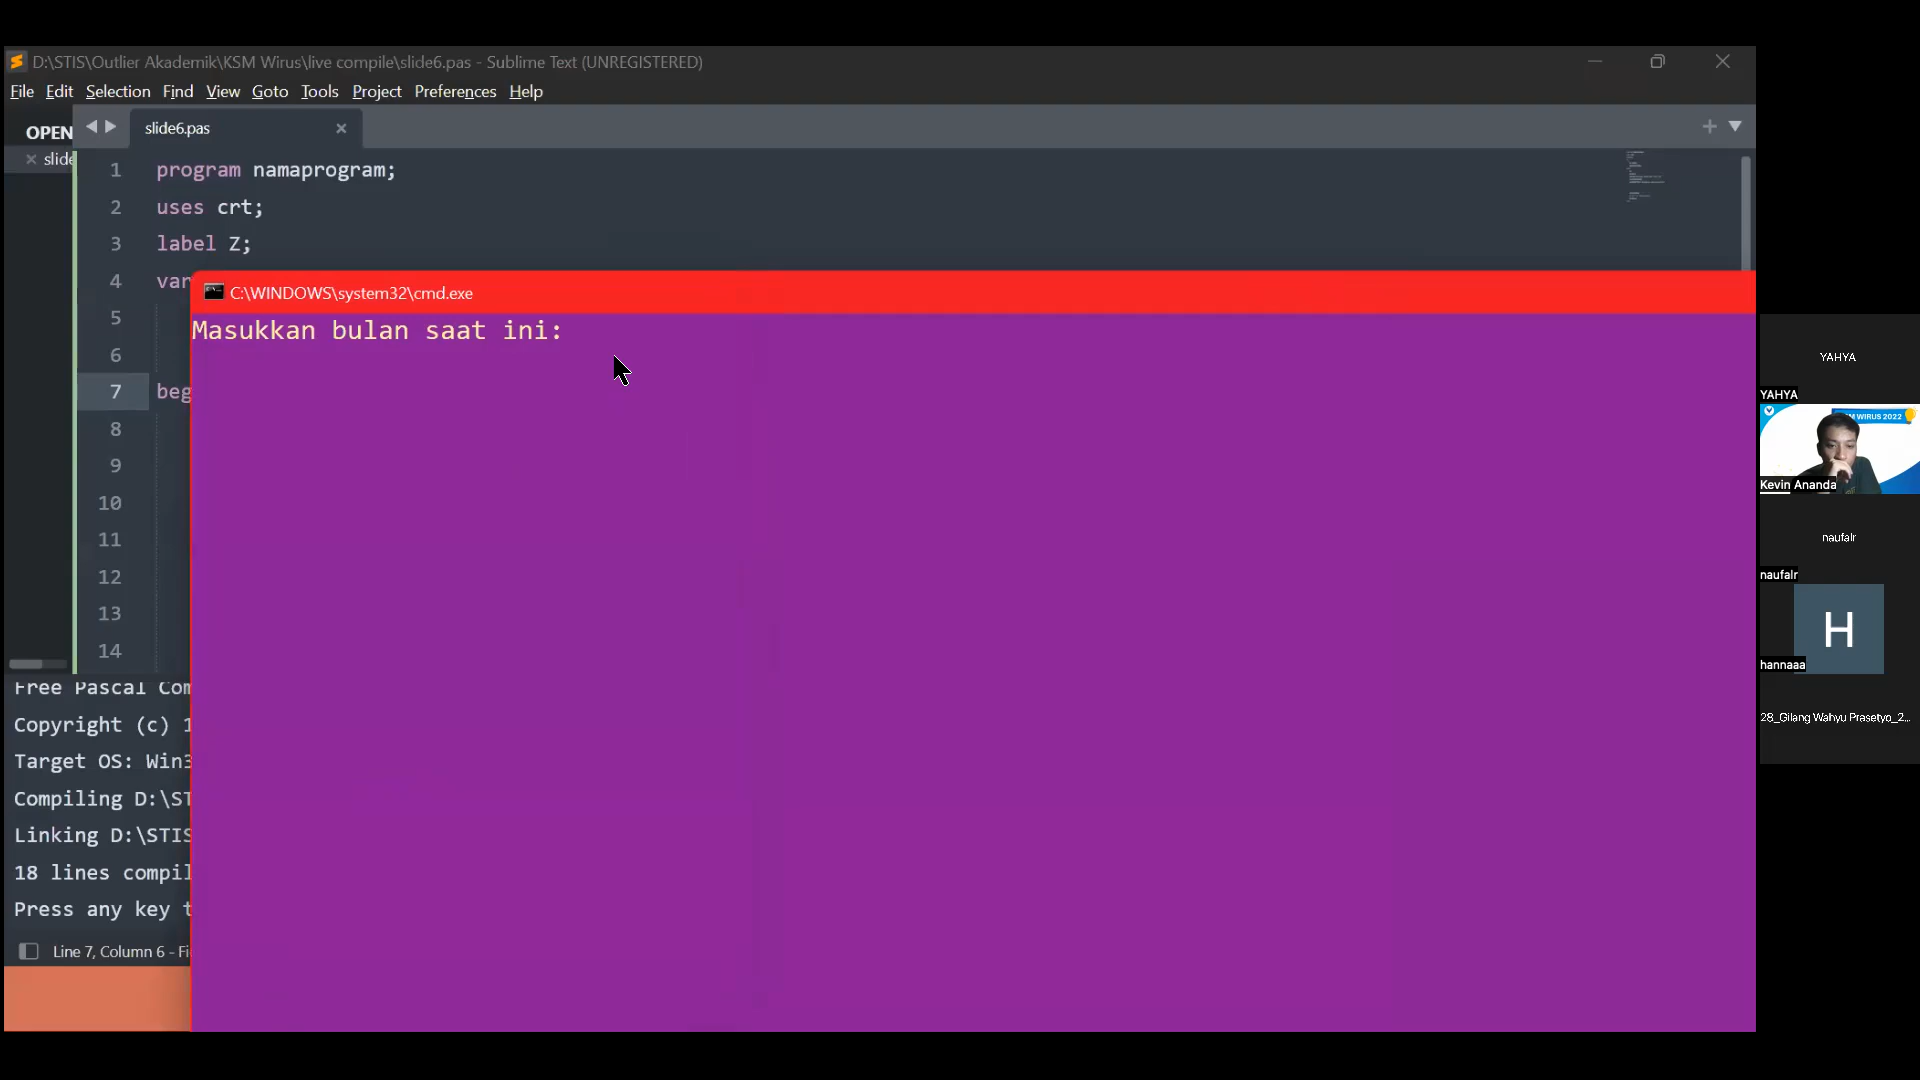 D:\STIS\Outlier Akademik\KSM Wirus\live compile\slide6.pas - Sublime Text (UNREGISTERED)
File Edit Selection Find View Goto Tools Project Preferences Help
OPEN
slide6.pas
slide
1 program namaprogram;
2 uses crt;
3 label Z;
4 var
C:\WINDOWS\system32\cmd.exe
Masukkan bulan saat ini:
5
6
7 beg
8
9
10
11
12
13
14
Free Pascal Com
Copyright (c) 1
Target OS: Win3
Compiling D:\ST
Linking D:\STIS
18 lines compil
Press any key t
Line 7, Column 6 - Fi
YAHYA
YAHYA
WIRUS 2022
Kevin Ananda
naufalr
naufalr
H
hannaaa
28_Gilang Wahyu Prasetyo_2...